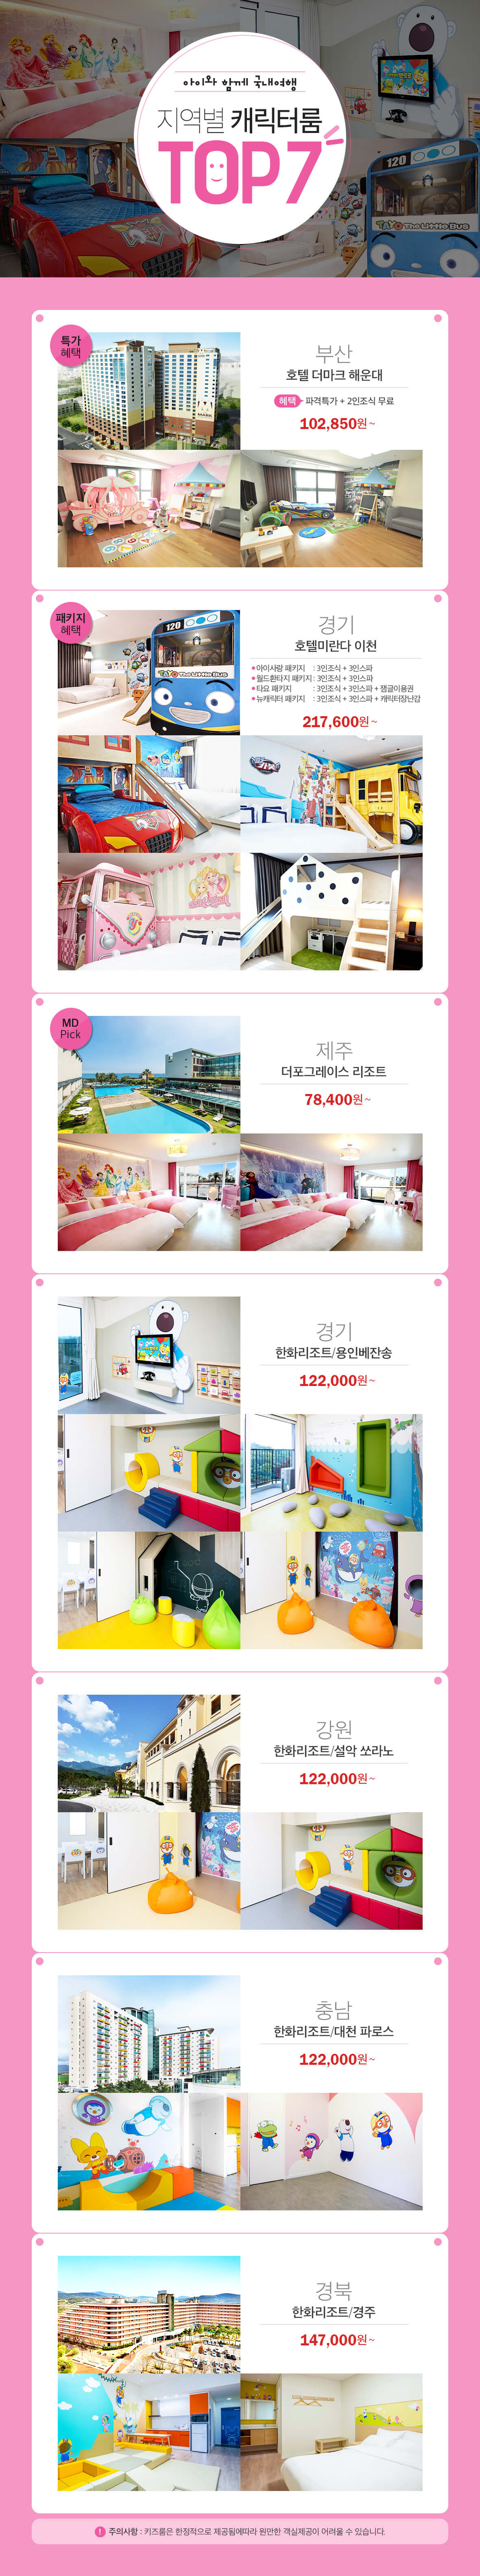 아이와 함께 국내여행
지역별 캐릭터룸
TOP7
120
TAYO The Little Bus
특가
혜택
부산
호텔 더마크 해운대
혜택 파격특가 + 2인조식 무료
102,850원~
패키지
혜택
120
TAYO The Little Bus
경기
호텔미란다 이천
아이사랑 패키지 : 3인조식 + 3인스파
월드환타지 패키지 : 3인조식 + 3인스파
타요 패키지 : 3인조식 + 3인스파 + 잼글이용권
뉴캐릭터 패키지 : 3인조식 + 3인스파 + 캐릭터장난감
217,600원~
MD
Pick
제주
더포그레이스 리조트
78,400원~
경기
한화리조트/용인베잔송
122,000원~
강원
한화리조트/설악 쏘라노
122,000원~
충남
한화리조트/대천 파로스
122,000원~
경북
한화리조트/경주
147,000원~
! 주의사항 : 키즈룸은 한정적으로 제공됨에따라 원만한 객실제공이 어려울 수 있습니다.